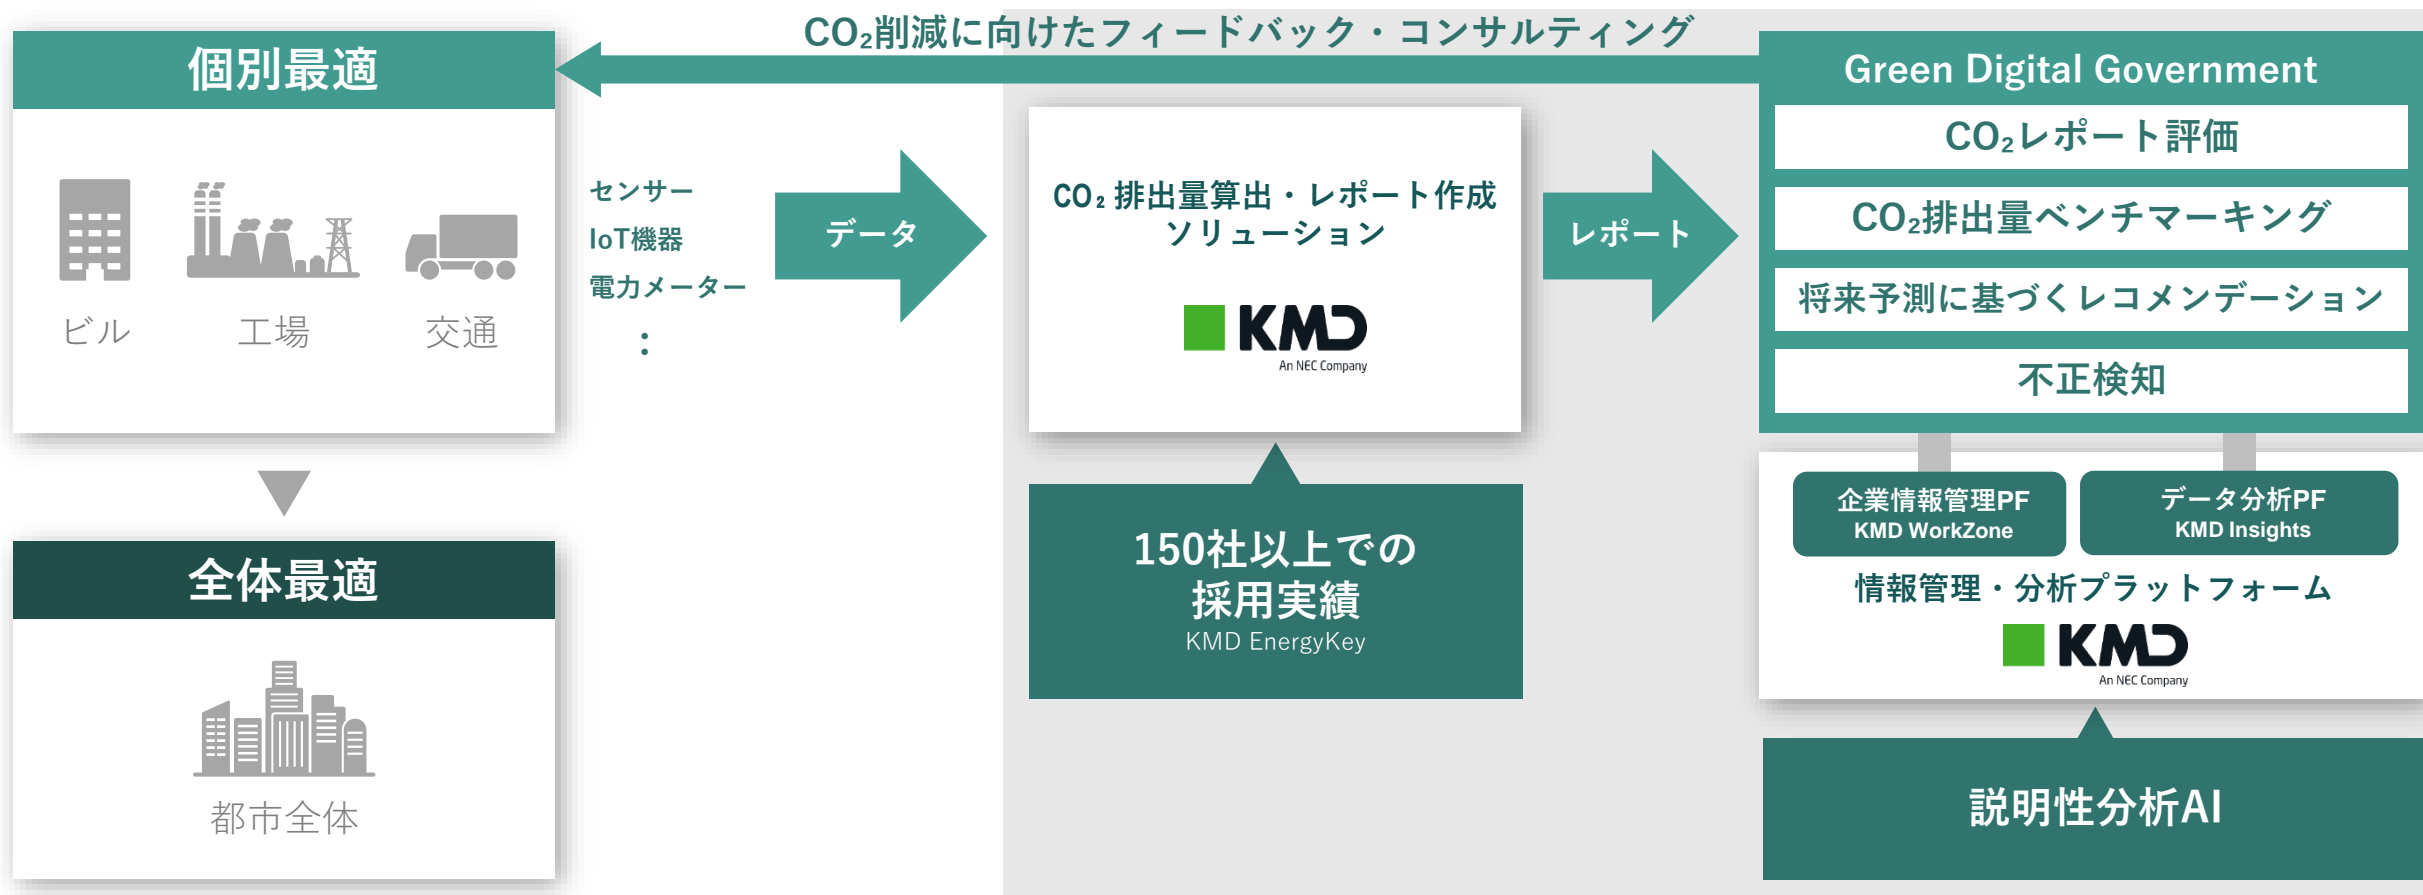 CO₂削減に向けたフィードバック・コンサルティング
個別最適
ビル
工場
交通
センサー
IoT機器
電力メーター
：
データ
CO₂ 排出量算出・レポート作成
ソリューション
KMD
An NEC Company
レポート
Green Digital Government
CO₂レポート評価
CO₂排出量ベンチマーキング
将来予測に基づくレコメンデーション
不正検知
企業情報管理PF
KMD WorkZone
データ分析PF
KMD Insights
情報管理・分析プラットフォーム
KMD
An NEC Company
150社以上での
採用実績
KMD EnergyKey
全体最適
都市全体
説明性分析AI